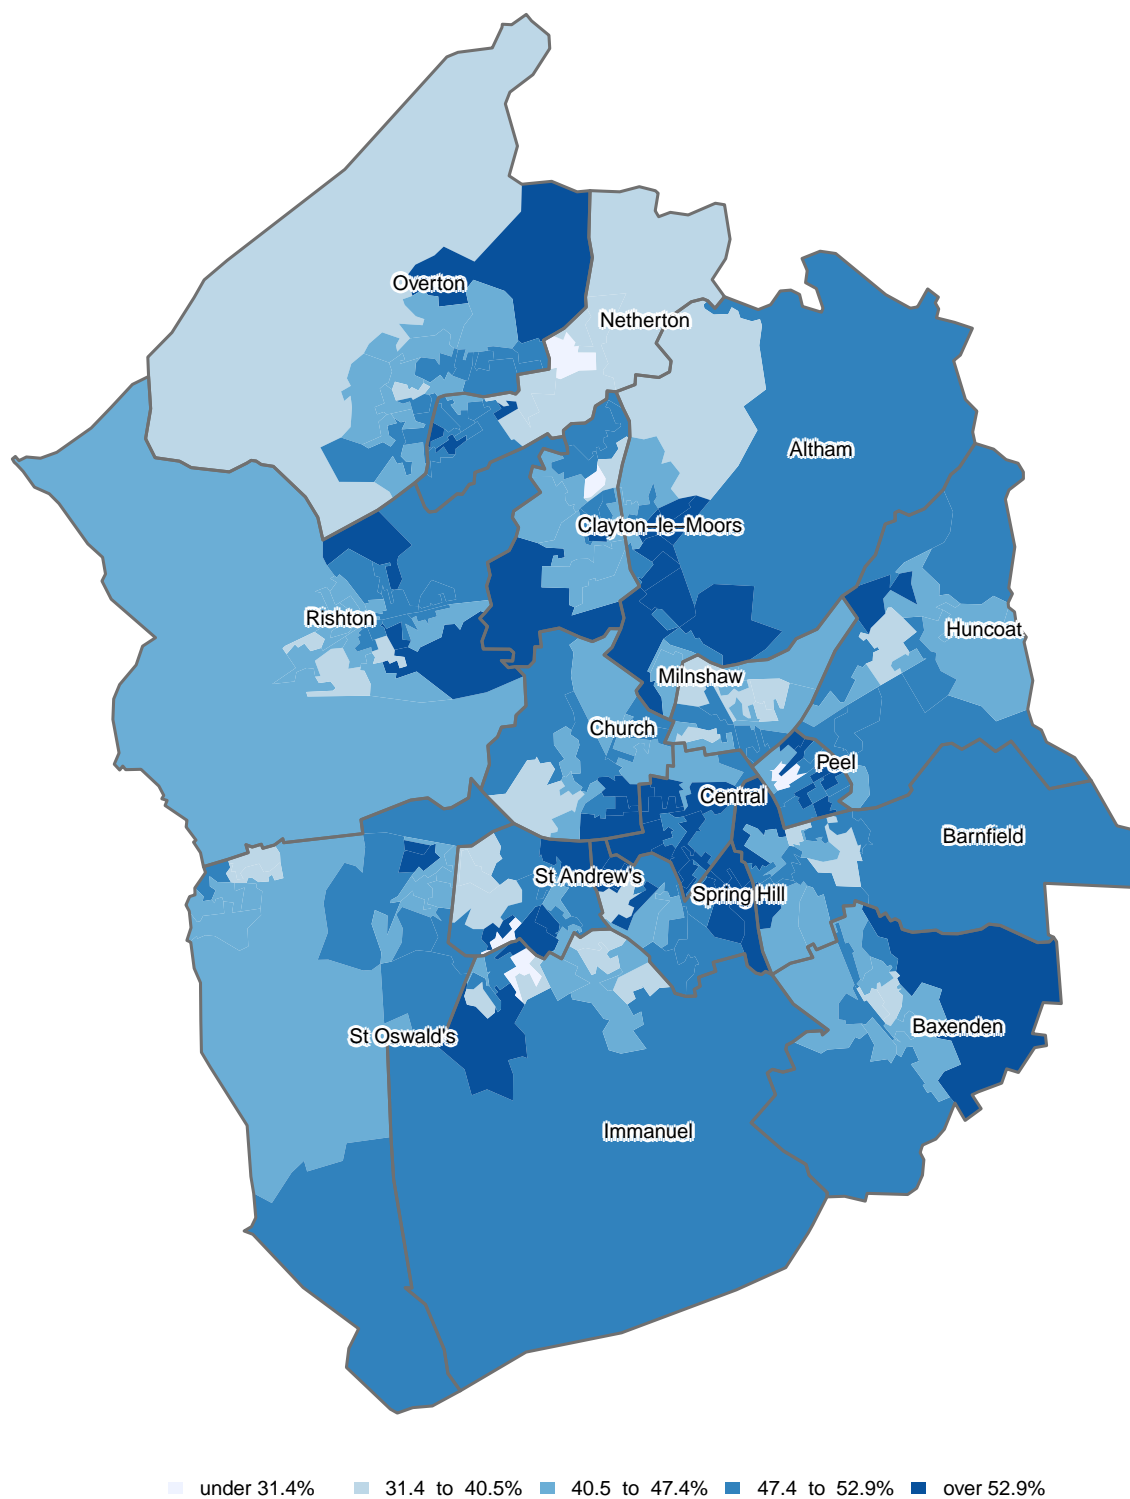 Overton
Netherton
Altham
Clayton–le–Moors
Rishton
Huncoat
Milnshaw
Church
Peel
Central
Barnfield
St Andrew's
Spring Hill
Baxenden
St Oswald's
Immanuel
under 31.4% 31.4 to 40.5% 40.5 to 47.4% 47.4 to 52.9% over 52.9%